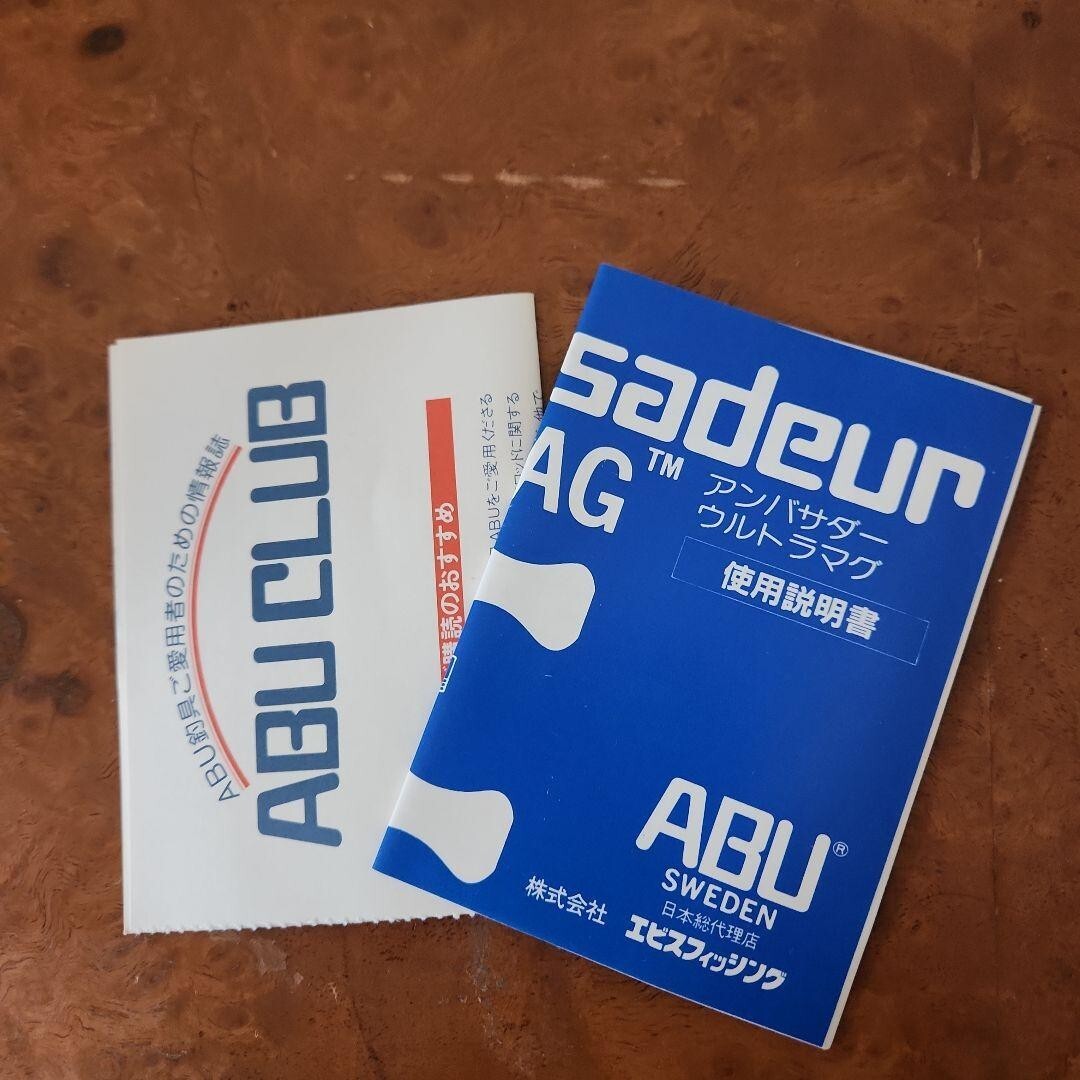 ABU釣具ご愛用者のための情報誌
ABU CLUB
ご購読のおすすめ
ABUをご愛用くださる
ロッドに関する
sadeur
AG™
アンバサダー
ウルトラマグ
使用説明書
ABU®
SWEDEN
日本総代理店
株式会社 エビスフィッシング